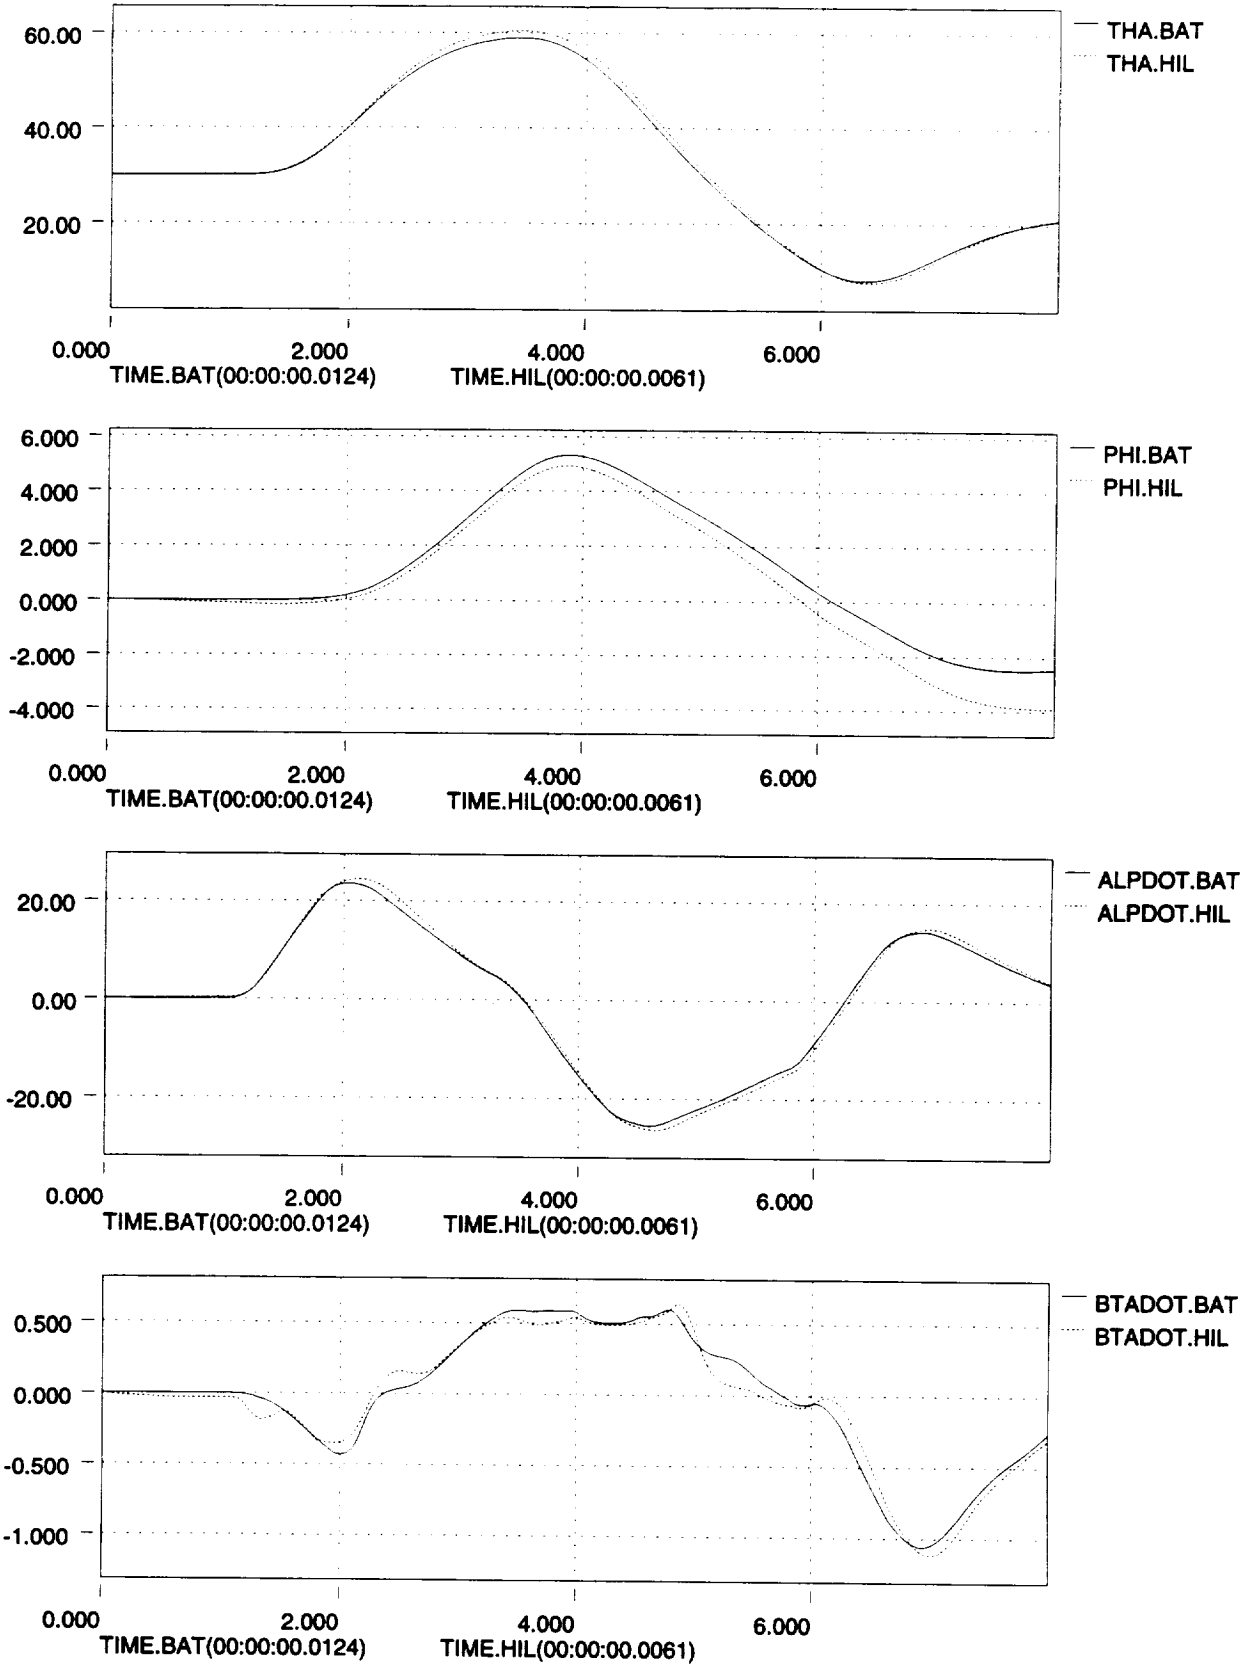 60.00
THA.BAT
THA.HIL
40.00
20.00
0.000 2.000 4.000 6.000
TIME.BAT(00:00:00.0124) TIME.HIL(00:00:00.0061)
6.000
PHI.BAT
4.000
PHI.HIL
2.000
0.000
-2.000
-4.000
0.000 2.000 4.000 6.000
TIME.BAT(00:00:00.0124) TIME.HIL(00:00:00.0061)
ALPDOT.BAT
20.00
ALPDOT.HIL
0.00
-20.00
0.000 2.000 4.000 6.000
TIME.BAT(00:00:00.0124) TIME.HIL(00:00:00.0061)
BTADOT.BAT
0.500
BTADOT.HIL
0.000
-0.500
-1.000
0.000 2.000 4.000 6.000
TIME.BAT(00:00:00.0124) TIME.HIL(00:00:00.0061)